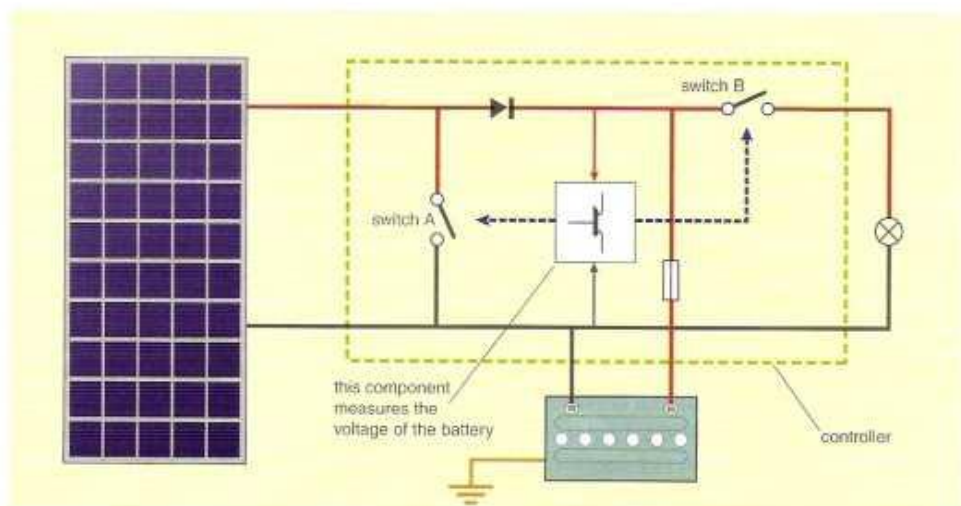 switch B
switch A
this component
measures the
voltage of the battery
controller